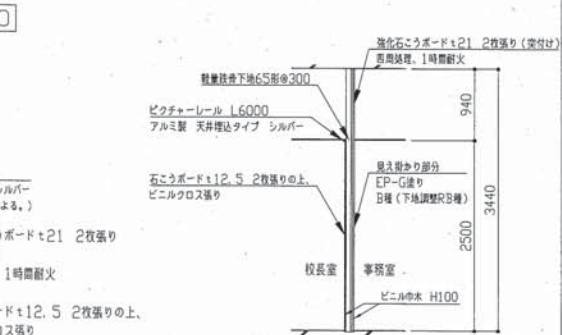 強化石こうボードt21 2枚張り(突付け)
四周処理、1時間耐火
軽量鉄骨下地65形@300
ピクチャーレール L6000
アルミ製 天井埋込タイプ シルバー
940
石こうボードt12.5 2枚張りの上、
ビニルクロス張り
見え掛かり部分
EP-G塗り
B種(下地調整RB種)
2500
3440
校長室
事務室
ビニル巾木 H100
ルバー
よる。)
ボードt21 2枚張り
1時間耐火
ドt12.5 2枚張りの上、
ロス張り